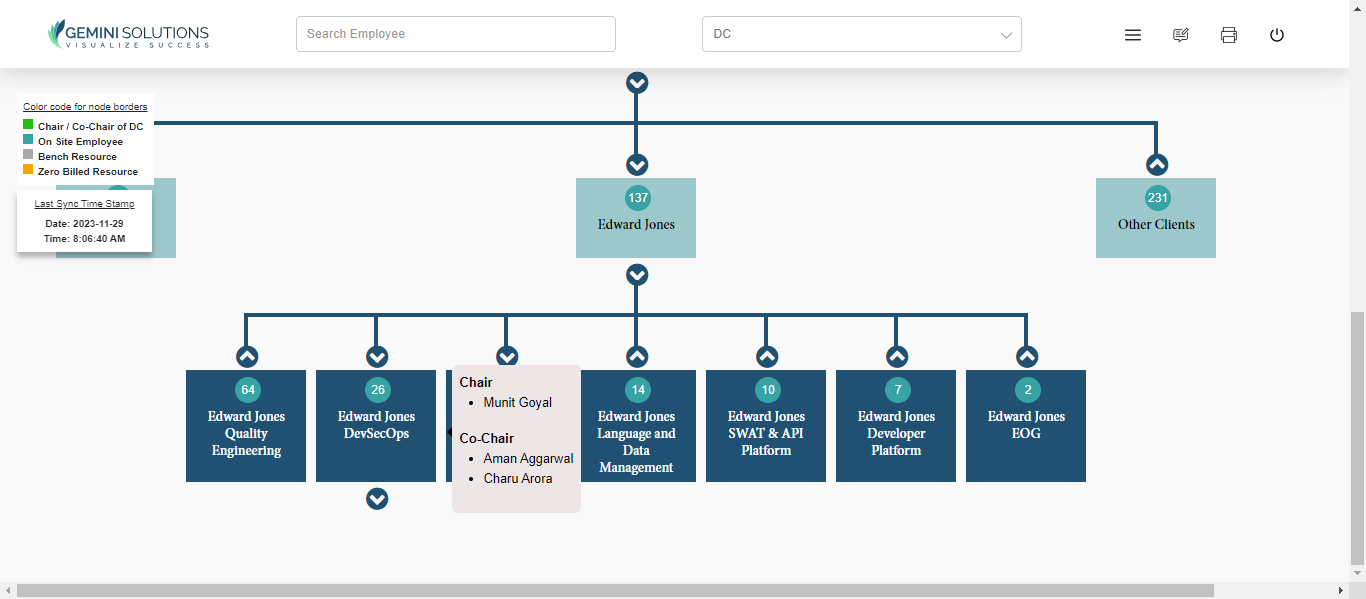 GEMINI SOLUTIONS
VISUALIZE SUCCESS
Search Employee
DC
Color code for node borders
Chair / Co-Chair of DC
On Site Employee
Bench Resource
Zero Billed Resource
Last Sync Time Stamp
Date: 2023-11-29
Time: 8:06:40 AM
137
Edward Jones
231
Other Clients
64
Edward Jones
Quality
Engineering
26
Edward Jones
DevSecOps
Chair
Munit Goyal
Co-Chair
Aman Aggarwal
Charu Arora
14
Edward Jones
Language and
Data
Management
10
Edward Jones
SWAT & API
Platform
7
Edward Jones
Developer
Platform
2
Edward Jones
EOG